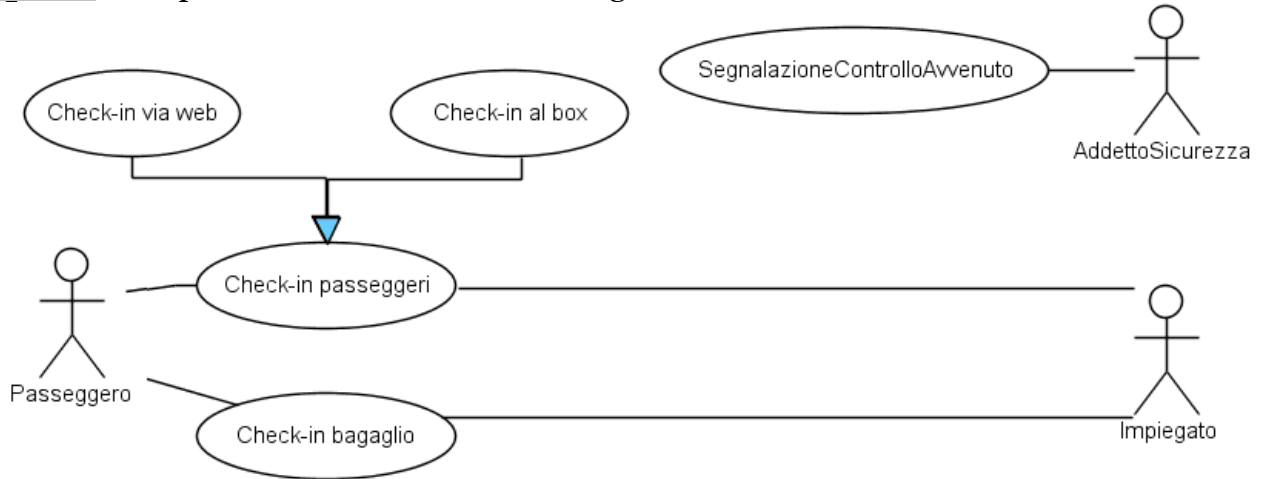 SegnalazioneControlloAvvenuto
Check-in via web
Check-in al box
AddettoSicurezza
Check-in passeggeri
Passeggero
Check-in bagaglio
Impiegato